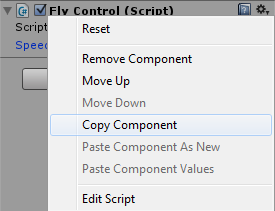 Fly Control (Script)
Script
Speed
Reset
Remove Component
Move Up
Move Down
Copy Component
Paste Component As New
Paste Component Values
Edit Script